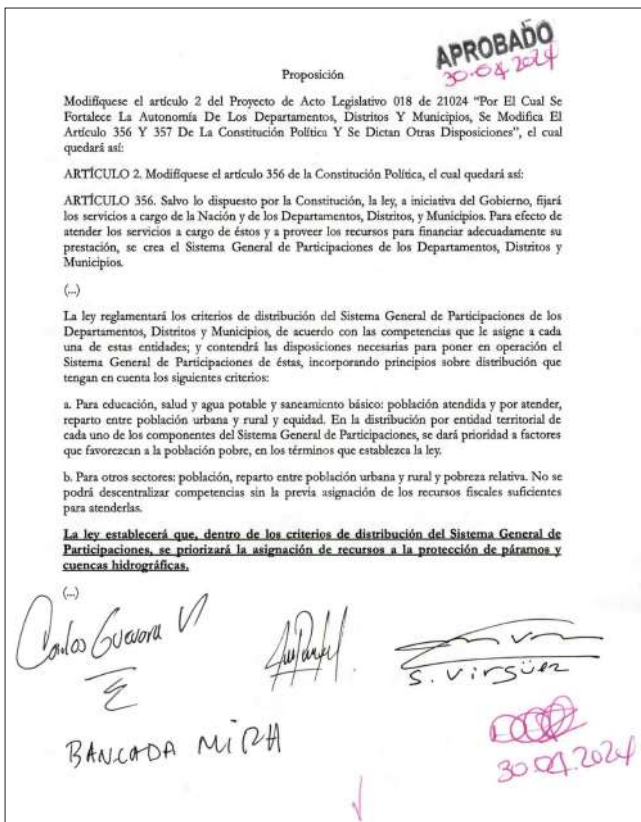 APROBADO
30-04 2024
Proposición
Modifíquese el artículo 2 del Proyecto de Acto Legislativo 018 de 21024 “Por El Cual Se
Fortalece La Autonomía De Los Departamentos, Distritos Y Municipios, Se Modifica El
Artículo 356 Y 357 De La Constitución Política Y Se Dictan Otras Disposiciones”, el cual
quedará así:
ARTÍCULO 2. Modifíquese el artículo 356 de la Constitución Política, el cual quedará así:
ARTÍCULO 356. Salvo lo dispuesto por la Constitución, la ley, a iniciativa del Gobierno, fijará
los servicios a cargo de la Nación y de los Departamentos, Distritos, y Municipios. Para efecto de
atender los servicios a cargo de éstos y a proveer los recursos para financiar adecuadamente su
prestación, se crea el Sistema General de Participaciones de los Departamentos, Distritos y
Municipios.
(...)
La ley reglamentará los criterios de distribución del Sistema General de Participaciones de los
Departamentos, Distritos y Municipios, de acuerdo con las competencias que le asigne a cada
una de estas entidades; y contendrá las disposiciones necesarias para poner en operación el
Sistema General de Participaciones de éstas, incorporando principios sobre distribución que
tengan en cuenta los siguientes criterios:
a. Para educación, salud y agua potable y saneamiento básico: población atendida y por atender,
reparto entre población urbana y rural y equidad. En la distribución por entidad territorial de
cada uno de los componentes del Sistema General de Participaciones, se dará prioridad a factores
que favorezcan a la población pobre, en los términos que establezca la ley.
b. Para otros sectores: población, reparto entre población urbana y rural y pobreza relativa. No se
podrá descentralizar competencias sin la previa asignación de los recursos fiscales suficientes
para atenderlas.
La ley establecerá que, dentro de los criterios de distribución del Sistema General de
Participaciones, se priorizará la asignación de recursos a la protección de páramos y
cuencas hidrográficas.
(...)
Carlos Guevara V
S. Virgüez
BANCADA MIRA
30.04.2024